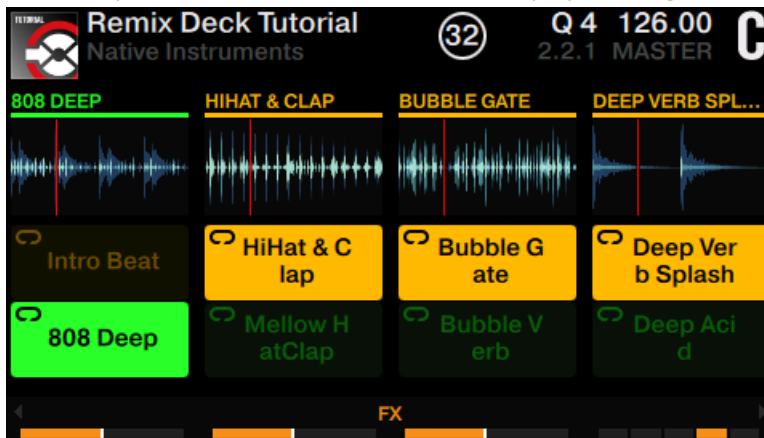 TUTORIAL
Remix Deck Tutorial
Native Instruments
32
Q 4 126.00
2.2.1 MASTER
C
808 DEEP
HIHAT & CLAP
BUBBLE GATE
DEEP VERB SPL...
Intro Beat
HiHat & C
lap
Bubble G
ate
Deep Ver
b Splash
808 Deep
Mellow H
atClap
Bubble V
erb
Deep Aci
d
FX